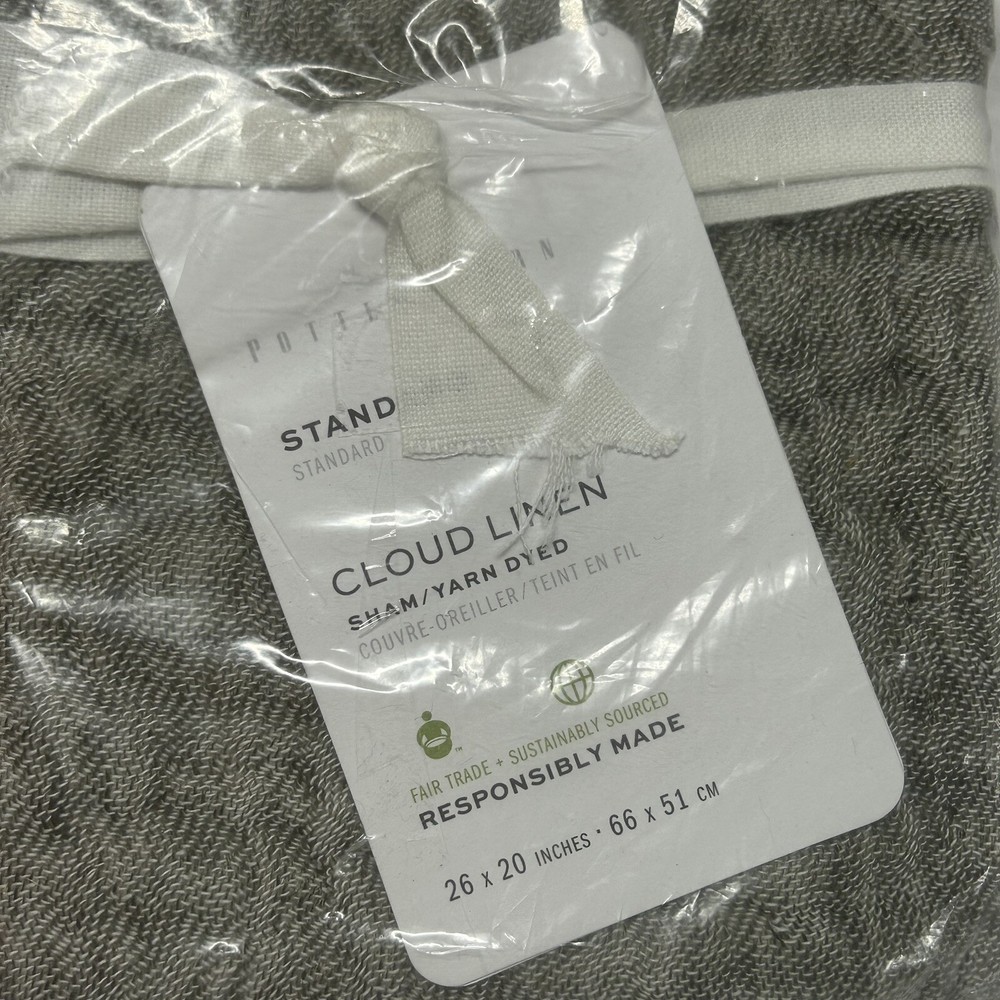 STAND
STANDARD
CLOUD LINEN
SHAM/YARN DYED
COUVRE-OREILLER/TEINT EN FIL
FAIR TRADE + SUSTAINABLY SOURCED
RESPONSIBLY MADE
26 x 20 INCHES · 66 x 51 CM